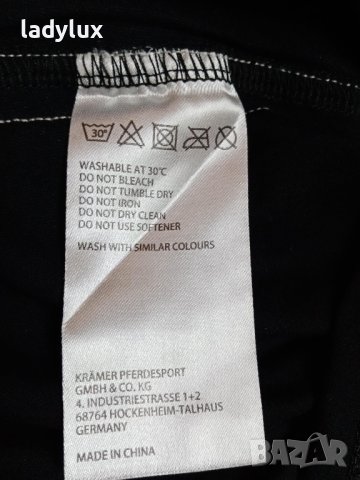 ladylux
30°
WASHABLE AT 30℃
DO NOT BLEACH
DO NOT TUMBLE DRY
DO NOT IRON
DO NOT DRY CLEAN
DO NOT USE SOFTENER
WASH WITH SIMILAR COLOURS
KRÄMER PFERDESPORT
GMBH & CO. KG
4. INDUSTRIESTRASSE 1+2
68764 HOCKENHEIM-TALHAUS
GERMANY
MADE IN CHINA
BAZAR